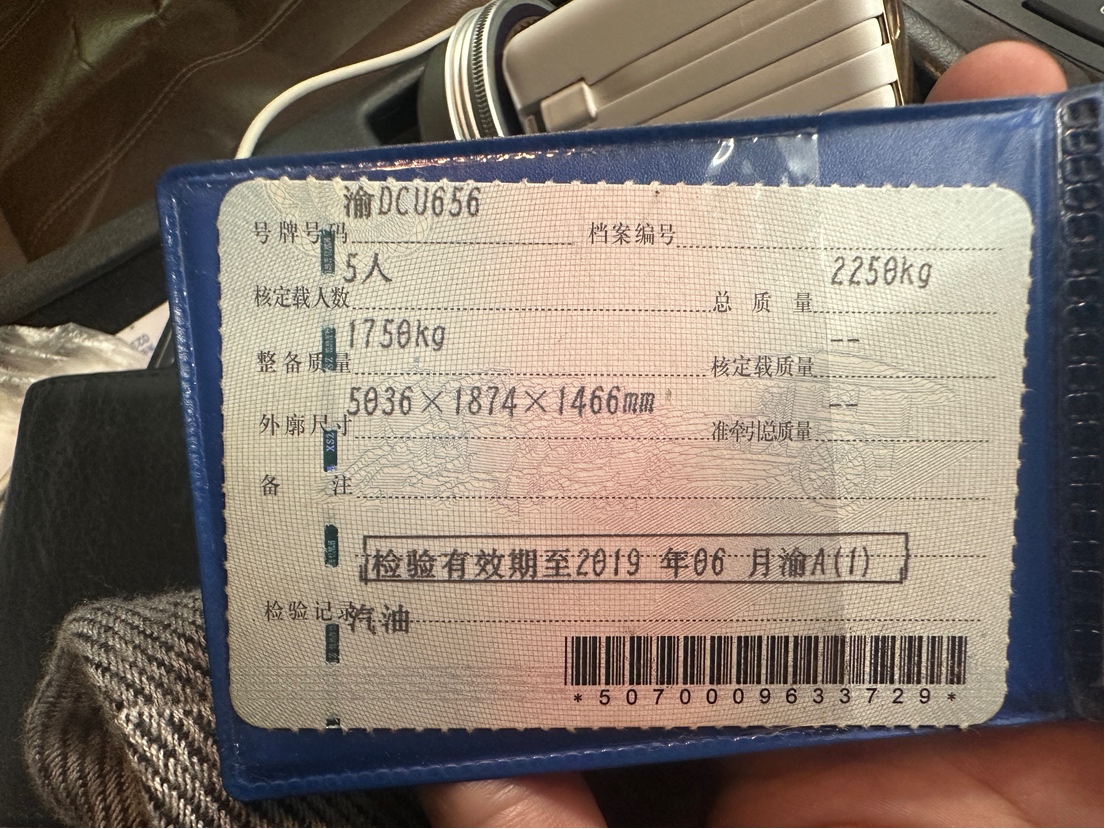 渝DCU656
号牌号码 档案编号
5人 2250kg
核定载人数 总质量
1750kg --
整备质量 核定载质量
5036×1874×1466mm --
外廓尺寸 准牵引总质量
备注
检验有效期至2019 年06 月渝A(1)
检验记录 汽油
*5070009633729*